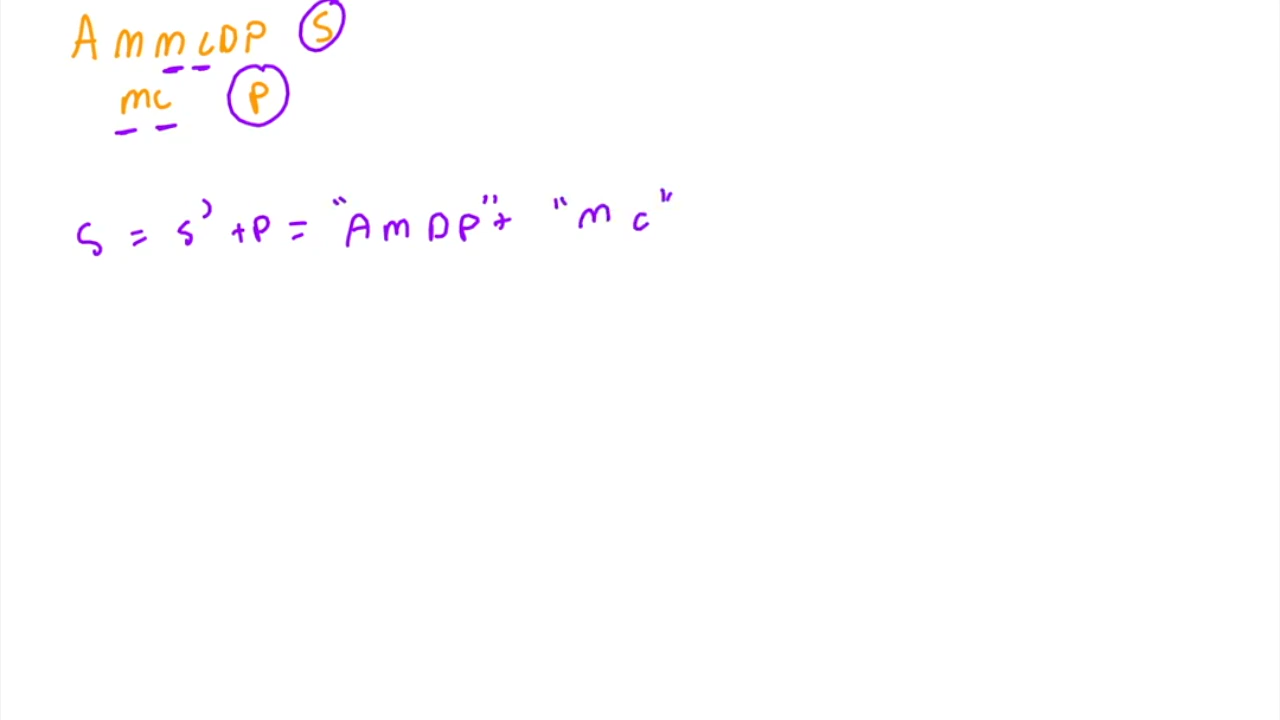 AmmcDP S
mc P
S = S' + P = "AmDP" + "mc"